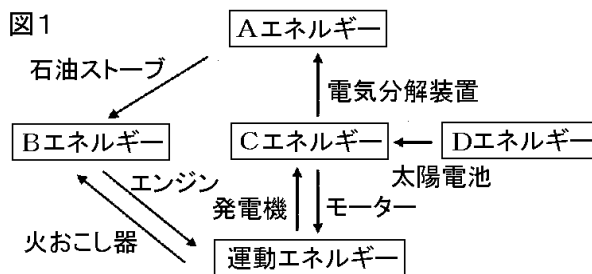 図1
Aエネルギー
石油ストーブ
電気分解装置
Bエネルギー
Cエネルギー
Dエネルギー
太陽電池
エンジン
発電機
モーター
火おこし器
運動エネルギー